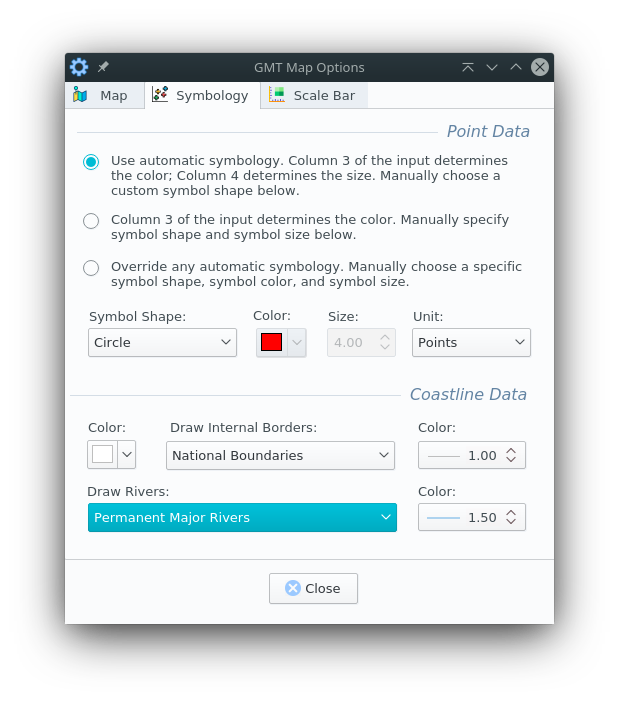 GMT Map Options
Map Symbology Scale Bar
Point Data
Use automatic symbology. Column 3 of the input determines
the color; Column 4 determines the size. Manually choose a
custom symbol shape below.
Column 3 of the input determines the color. Manually specify
symbol shape and symbol size below.
Override any automatic symbology. Manually choose a specific
symbol shape, symbol color, and symbol size.
Symbol Shape: Color: Size: Unit:
Circle 4.00 Points
Coastline Data
Color: Draw Internal Borders: Color:
National Boundaries 1.00
Draw Rivers: Color:
Permanent Major Rivers 1.50
Close